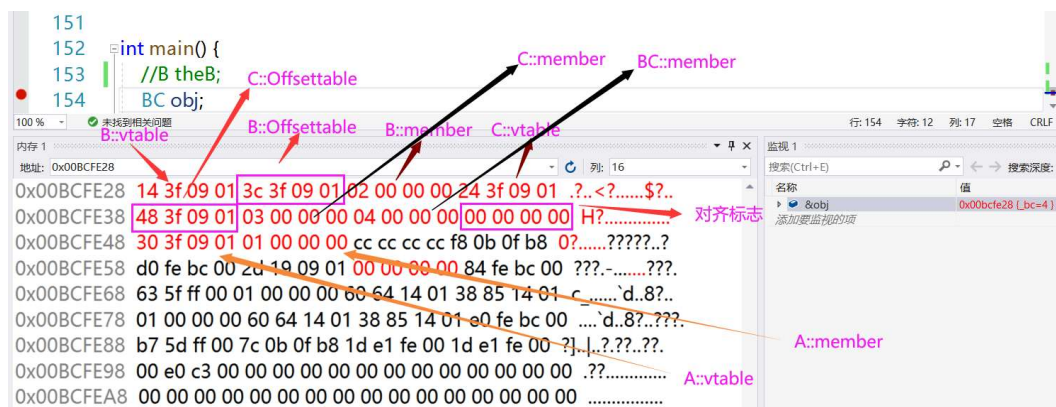 151
152 int main() {
153 //B theB;
C::Offsettable
C::member
BC::member
154 BC obj;
100 % 未找到相关问题
行: 154 字符: 12 列: 17 空格 CRLF
B::vtable
B::Offsettable
B::member
C::vtable
内存 1
监视 1
地址: 0x00BCFE28
列: 16
搜索(Ctrl+E)
搜索深度:
名称 值
&obj 0x00bcfe28 {_bc=4 }
添加要监视的项
0x00BCFE28 14 3f 09 01 3c 3f 09 01 02 00 00 00 24 3f 09 01 .?..<?......$?..
0x00BCFE38 48 3f 09 01 03 00 00 00 04 00 00 00 00 00 00 00 H?..............
对齐标志
0x00BCFE48 30 3f 09 01 01 00 00 00 cc cc cc cc f8 0b 0f b8 0?......?????..?
0x00BCFE58 d0 fe bc 00 2d 19 09 01 00 00 00 00 84 fe bc 00 ???.-.......???.
0x00BCFE68 63 5f ff 00 01 00 00 00 60 64 14 01 38 85 14 01 c_......`d..8?..
0x00BCFE78 01 00 00 00 60 64 14 01 38 85 14 01 e0 fe bc 00 ....`d..8?..???.
0x00BCFE88 b7 5d ff 00 7c 0b 0f b8 1d e1 fe 00 1d e1 fe 00 ?]..|..?.??..??.
0x00BCFE98 00 e0 c3 00 00 00 00 00 00 00 00 00 00 00 00 00 .??.............
0x00BCFEA8 00 00 00 00 00 00 00 00 00 00 00 00 00 00 00 00 ................
A::member
A::vtable